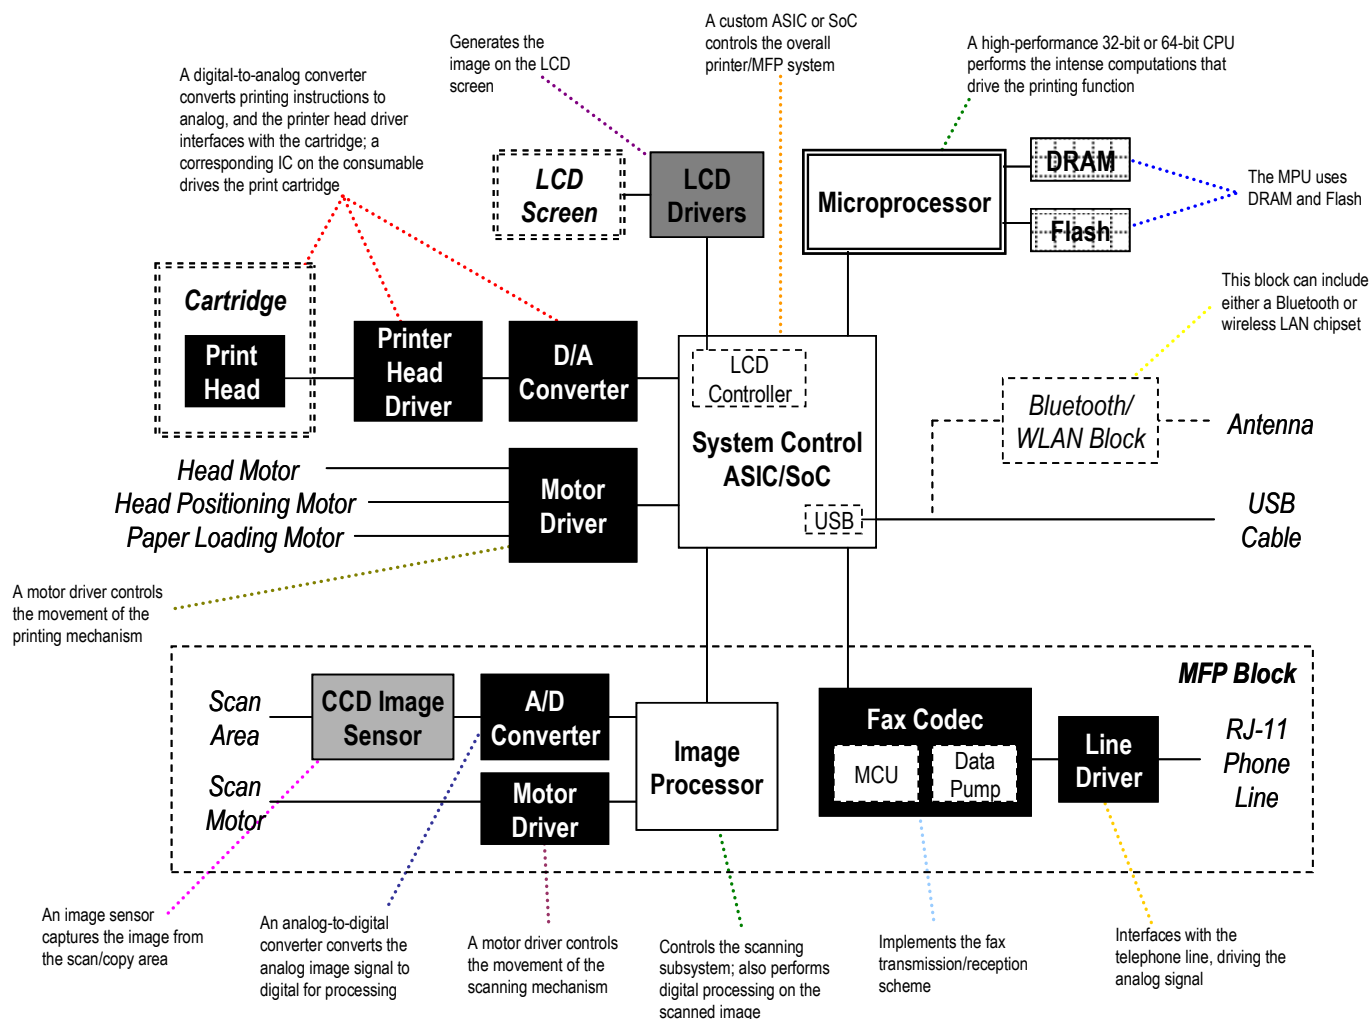 A custom ASIC or SoC
controls the overall
printer/MFP system
Generates the
image on the LCD
screen
A high-performance 32-bit or 64-bit CPU
performs the intense computations that
drive the printing function
A digital-to-analog converter
converts printing instructions to
analog, and the printer head driver
interfaces with the cartridge; a
corresponding IC on the consumable
drives the print cartridge
LCD
Screen
LCD
Drivers
Microprocessor
DRAM
Flash
The MPU uses
DRAM and Flash
This block can include
either a Bluetooth or
wireless LAN chipset
Cartridge
Print
Head
Printer
Head
Driver
D/A
Converter
LCD
Controller
System Control
ASIC/SoC
USB
Bluetooth/
WLAN Block
Antenna
USB
Cable
Head Motor
Head Positioning Motor
Paper Loading Motor
Motor
Driver
A motor driver controls
the movement of the
printing mechanism
MFP Block
Scan
Area
CCD Image
Sensor
A/D
Converter
Image
Processor
Scan
Motor
Motor
Driver
Fax Codec
MCU
Data
Pump
Line
Driver
RJ-11
Phone
Line
An image sensor
captures the image from
the scan/copy area
An analog-to-digital
converter converts the
analog image signal to
digital for processing
A motor driver controls
the movement of the
scanning mechanism
Controls the scanning
subsystem; also performs
digital processing on the
scanned image
Implements the fax
transmission/reception
scheme
Interfaces with the
telephone line, driving the
analog signal